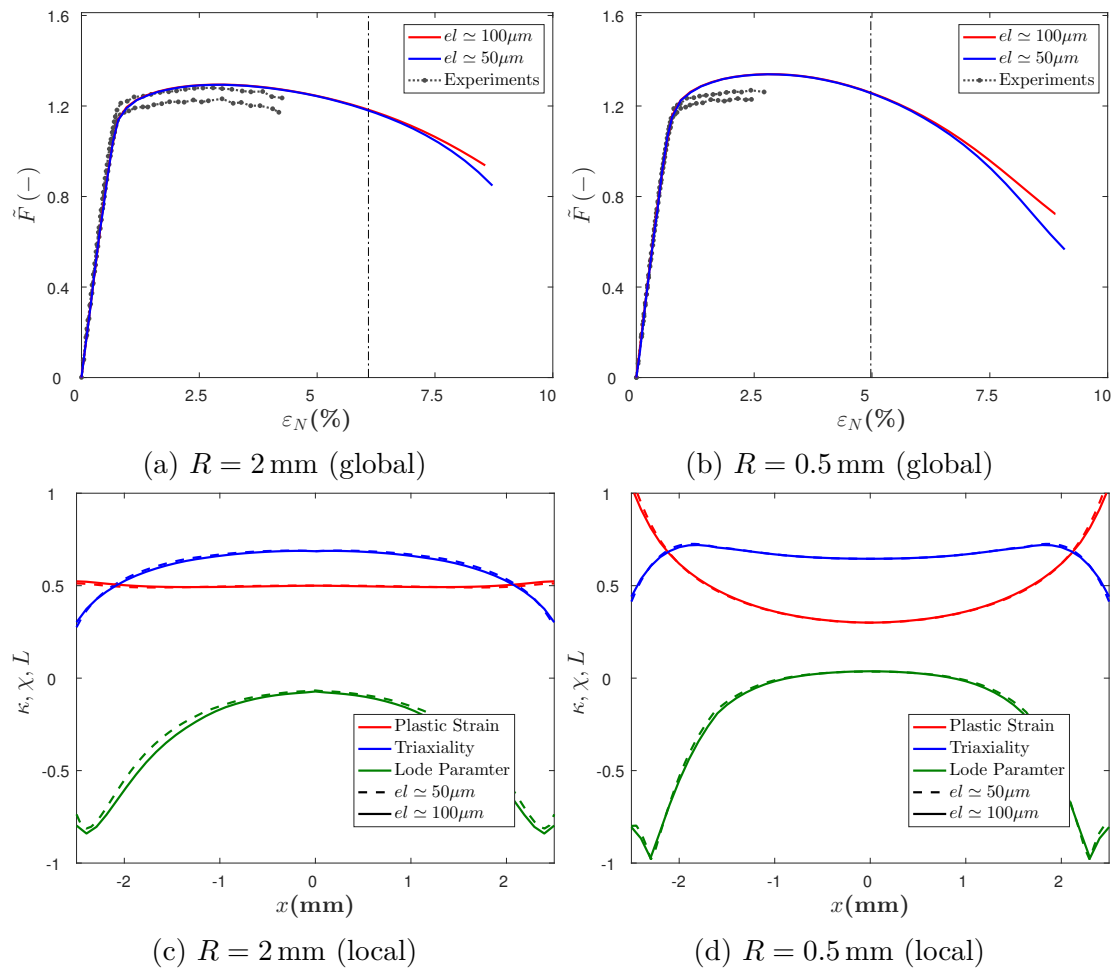 1.6
1.2
0.8
0.4
0
F̃ (−)
el ≃ 100μm
el ≃ 50μm
Experiments
0 2.5 5 7.5 10
ε_N(%)
(a) R = 2 mm (global)
1.6
1.2
0.8
0.4
0
F̃ (−)
el ≃ 100μm
el ≃ 50μm
Experiments
0 2.5 5 7.5 10
ε_N(%)
(b) R = 0.5 mm (global)
1
0.5
0
-0.5
-1
κ, χ, L
Plastic Strain
Triaxiality
Lode Paramter
el ≃ 50μm
el ≃ 100μm
-2 -1 0 1 2
x(mm)
(c) R = 2 mm (local)
1
0.5
0
-0.5
-1
κ, χ, L
Plastic Strain
Triaxiality
Lode Paramter
el ≃ 50μm
el ≃ 100μm
-2 -1 0 1 2
x(mm)
(d) R = 0.5 mm (local)